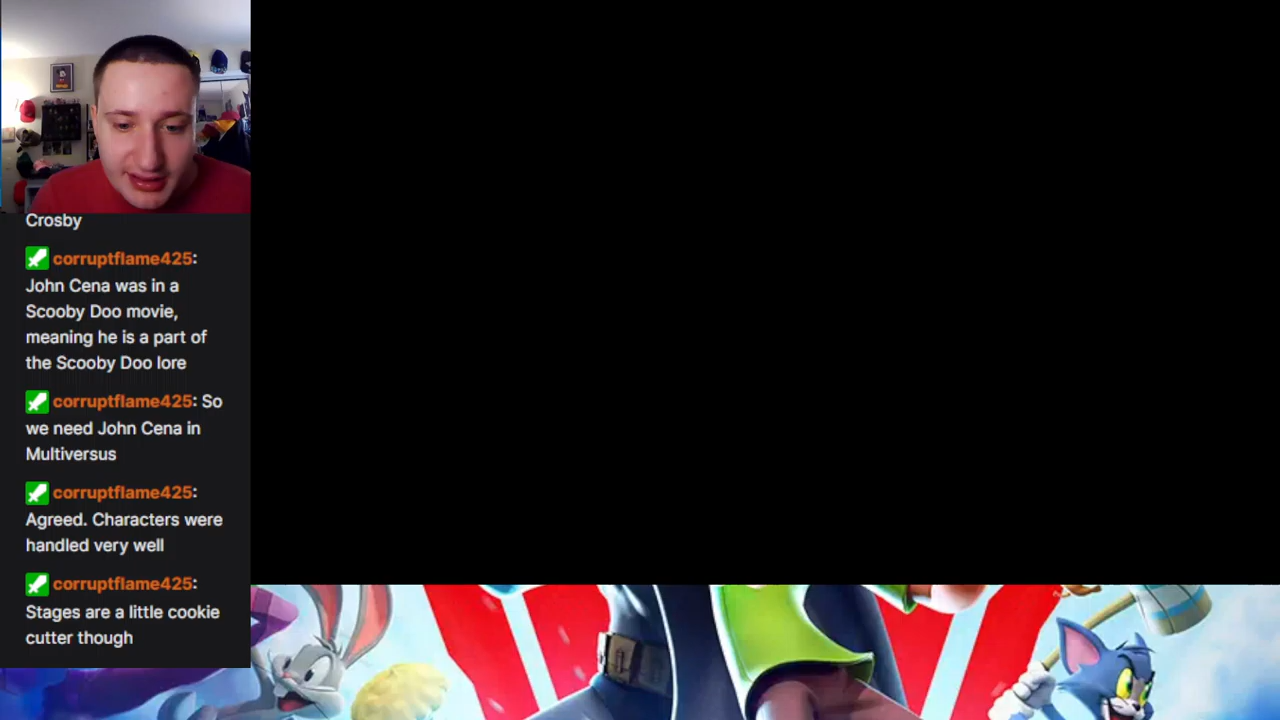 Crosby
corruptflame425:
John Cena was in a
Scooby Doo movie,
meaning he is a part of
the Scooby Doo lore
corruptflame425: So
we need John Cena in
Multiversus
corruptflame425:
Agreed. Characters were
handled very well
corruptflame425:
Stages are a little cookie
cutter though